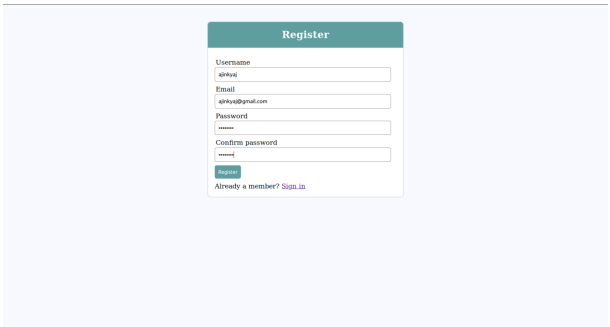 Register
Username
ajinkyaj
Email
ajinkyaj@gmail.com
Password
•••••••
Confirm password
•••••••
Register
Already a member? Sign in